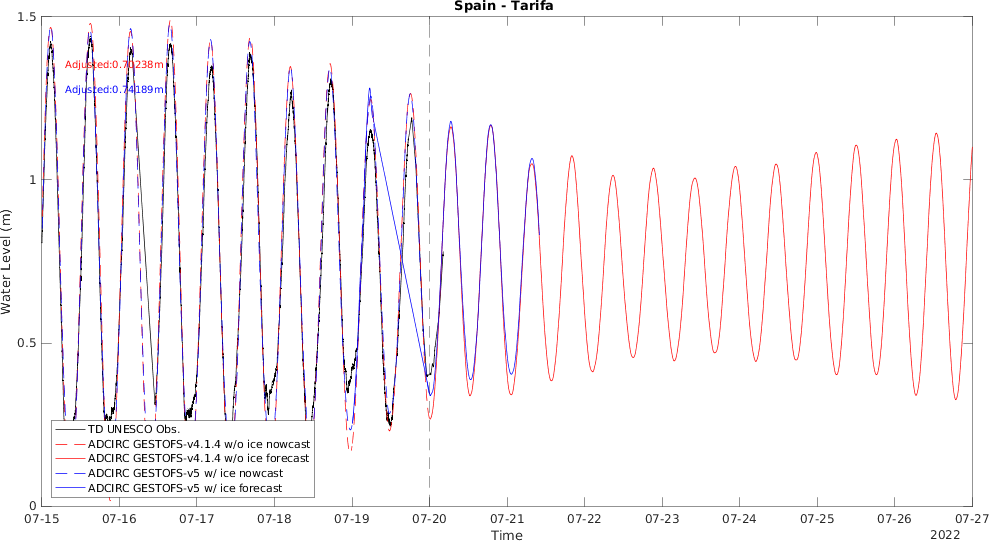 Spain - Tarifa
1.5
Adjusted:0.70238m
Adjusted:0.74189m
1
Water Level (m)
0.5
TD UNESCO Obs.
ADCIRC GESTOFS-v4.1.4 w/o ice nowcast
ADCIRC GESTOFS-v4.1.4 w/o ice forecast
ADCIRC GESTOFS-v5 w/ ice nowcast
ADCIRC GESTOFS-v5 w/ ice forecast
0
07-15 07-16 07-17 07-18 07-19 07-20 07-21 07-22 07-23 07-24 07-25 07-26 07-27
Time
2022